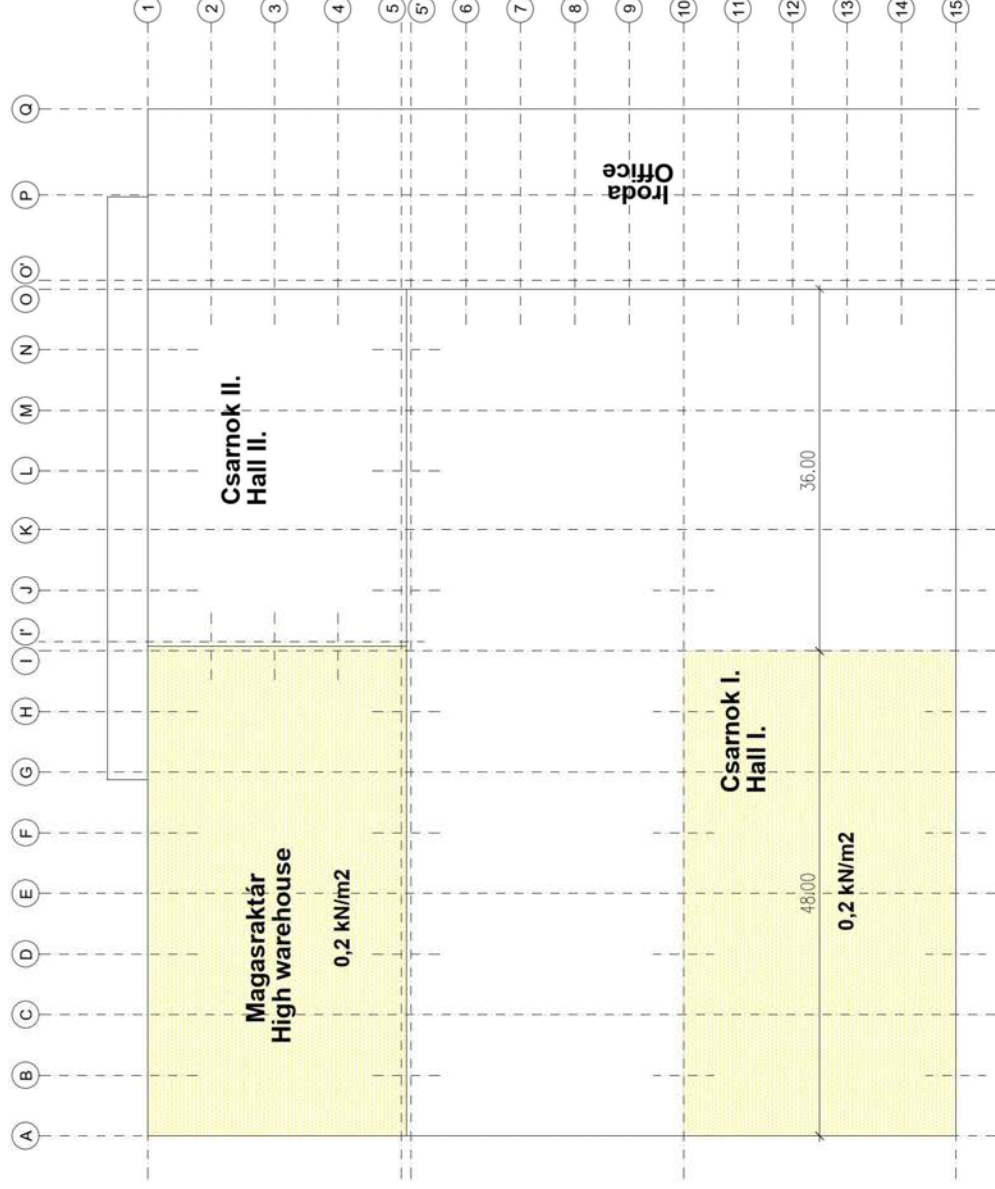 1
2
3
4
5
5'
6
7
8
9
10
11
12
13
14
15
Q
P
O'
O
N
M
L
K
J
I'
I
H
G
F
E
D
C
B
A
Iroda
Office
Csarnok II.
Hall II.
36.00
Magasraktár
High warehouse
0,2 kN/m2
Csarnok I.
Hall I.
48.00
0,2 kN/m2